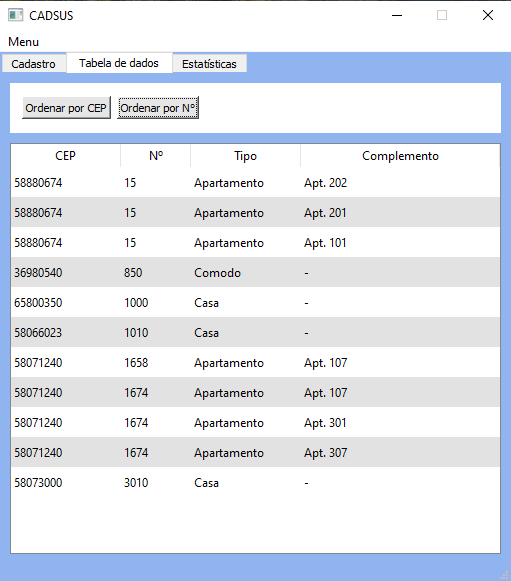 CADSUS
Menu
Cadastro Tabela de dados Estatísticas
Ordenar por CEP Ordenar por Nº
CEP Nº Tipo Complemento
58880674 15 Apartamento Apt. 202
58880674 15 Apartamento Apt. 201
58880674 15 Apartamento Apt. 101
36980540 850 Comodo -
65800350 1000 Casa -
58066023 1010 Casa -
58071240 1658 Apartamento Apt. 107
58071240 1674 Apartamento Apt. 107
58071240 1674 Apartamento Apt. 301
58071240 1674 Apartamento Apt. 307
58073000 3010 Casa -